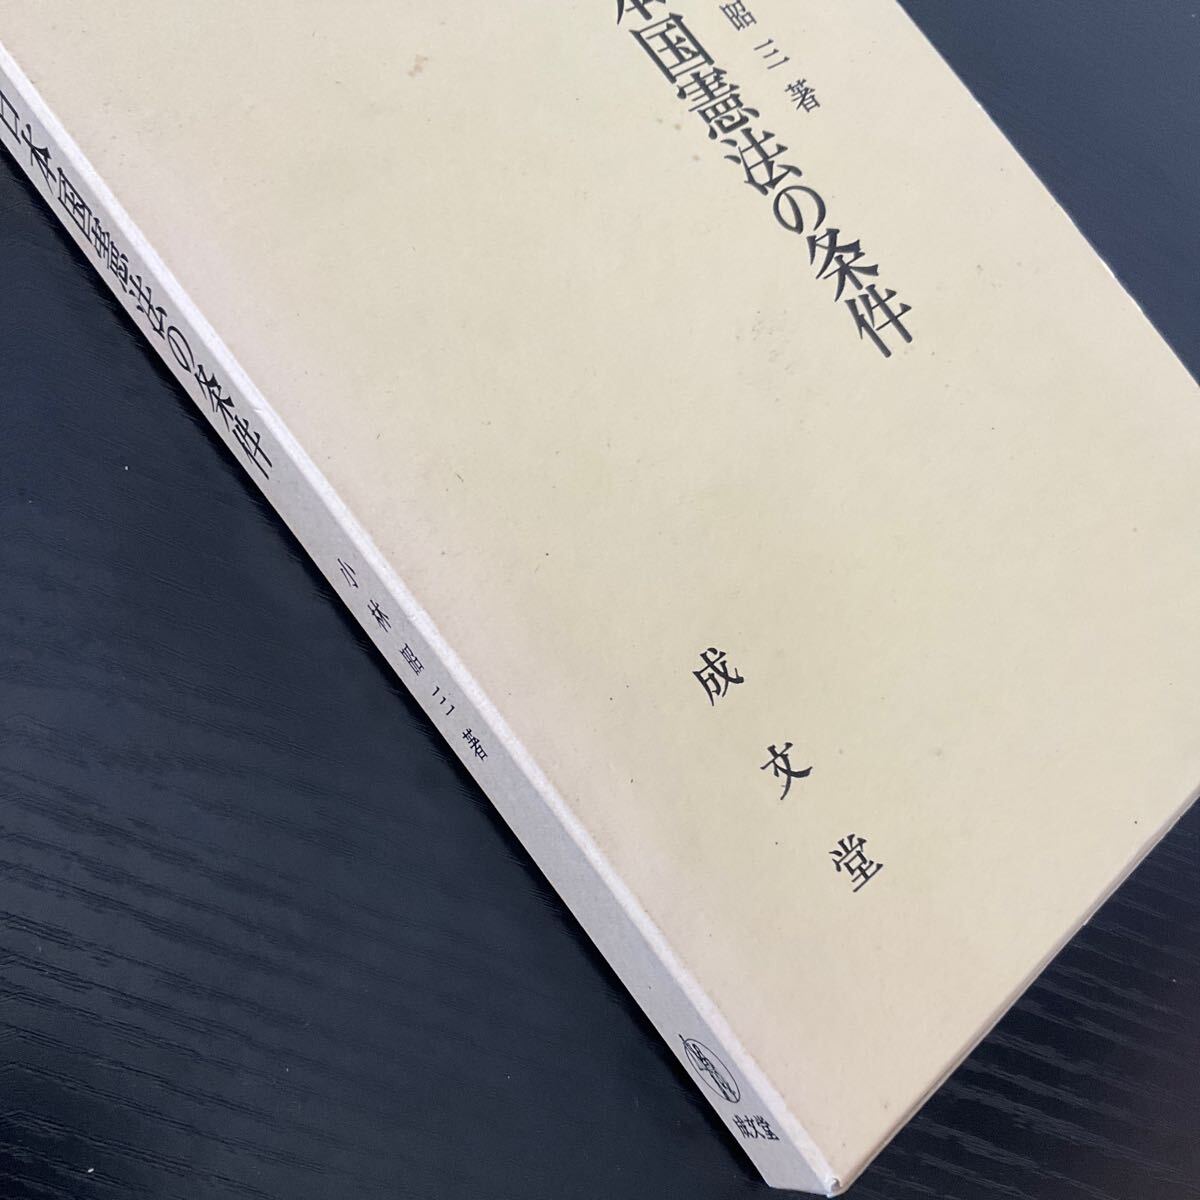 昭三著
本国憲法の条件
成文堂
日本国憲法の条件
小林昭三著
成文堂